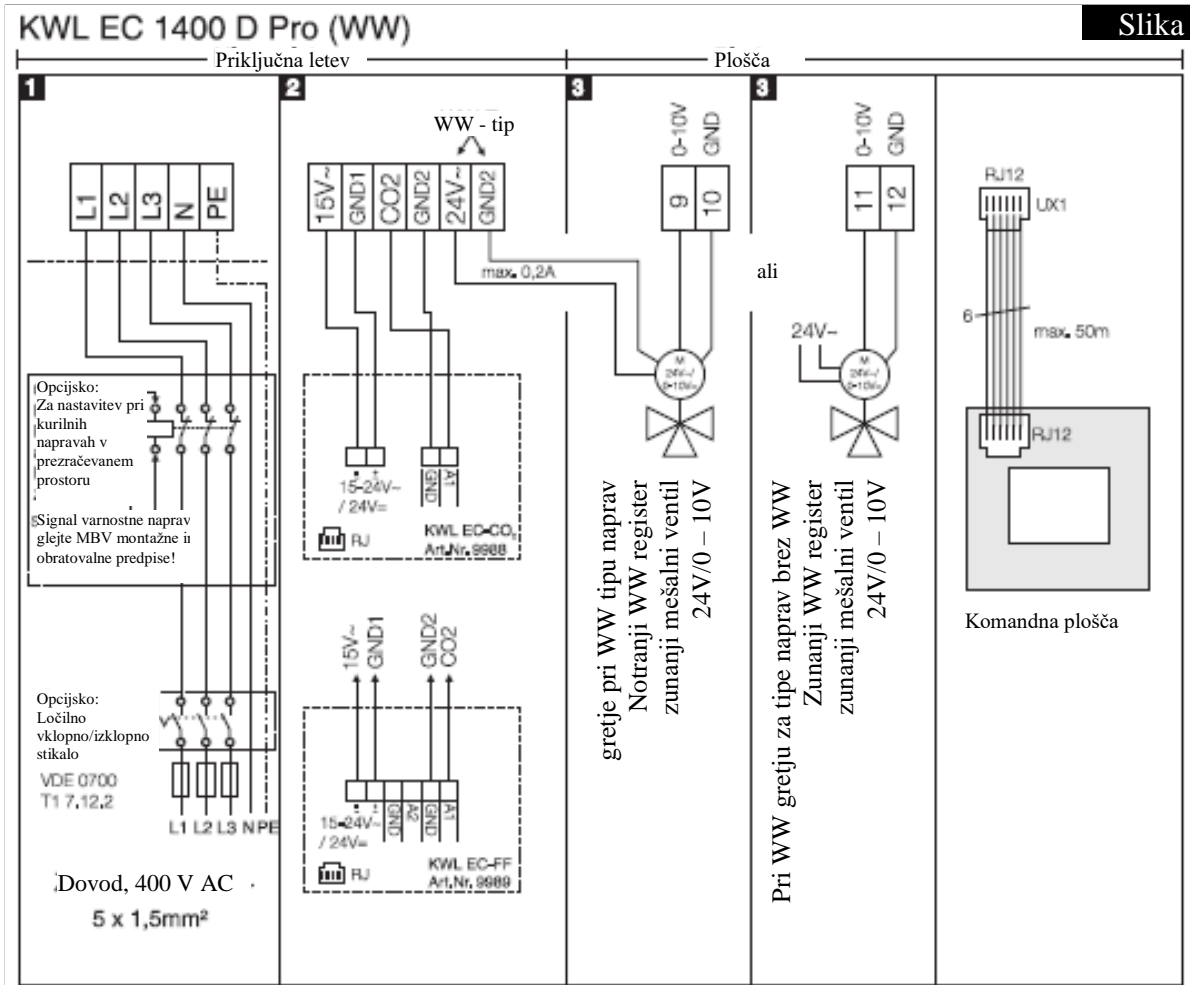 KWL EC 1400 D Pro (WW)
Slika
Priključna letev
Plošča
1
L1
L2
L3
N
PE
Opcijsko:
Za nastavitev pri
kurilnih
napravah v
prezračevanem
prostoru
Signal varnostne naprav
glejte MBV montažne in
obratovalne predpise!
Opcijsko:
Ločilno
vklopno/izklopno
stikalo
VDE 0700
T1 7.12.2
L1 L2 L3 N PE
Dovod, 400 V AC
5 x 1,5mm²
2
WW - tip
15V~
GND1
CO2
GND2
24V~
GND2
max. 0,2A
- +
15-24V~
/ 24V=
GND
A1
RJ
KWL EC-CO₂
Art.Nr. 9988
15V~
GND1
GND2
CO2
- +
15-24V~
/ 24V=
GND
A2
GND
A1
RJ
KWL EC-FF
Art.Nr. 9989
3
0-10V
GND
9
10
M
24V~/
0-10V=
gretje pri WW tipu naprav
Notranji WW register
zunanji mešalni ventil
24V/0 – 10V
ali
3
0-10V
GND
11
12
24V~
M
24V~/
0-10V=
Pri WW gretju za tipe naprav brez WW
Zunanji WW register
zunanji mešalni ventil
24V/0 – 10V
RJ12
UX1
6
max. 50m
RJ12
Komandna plošča